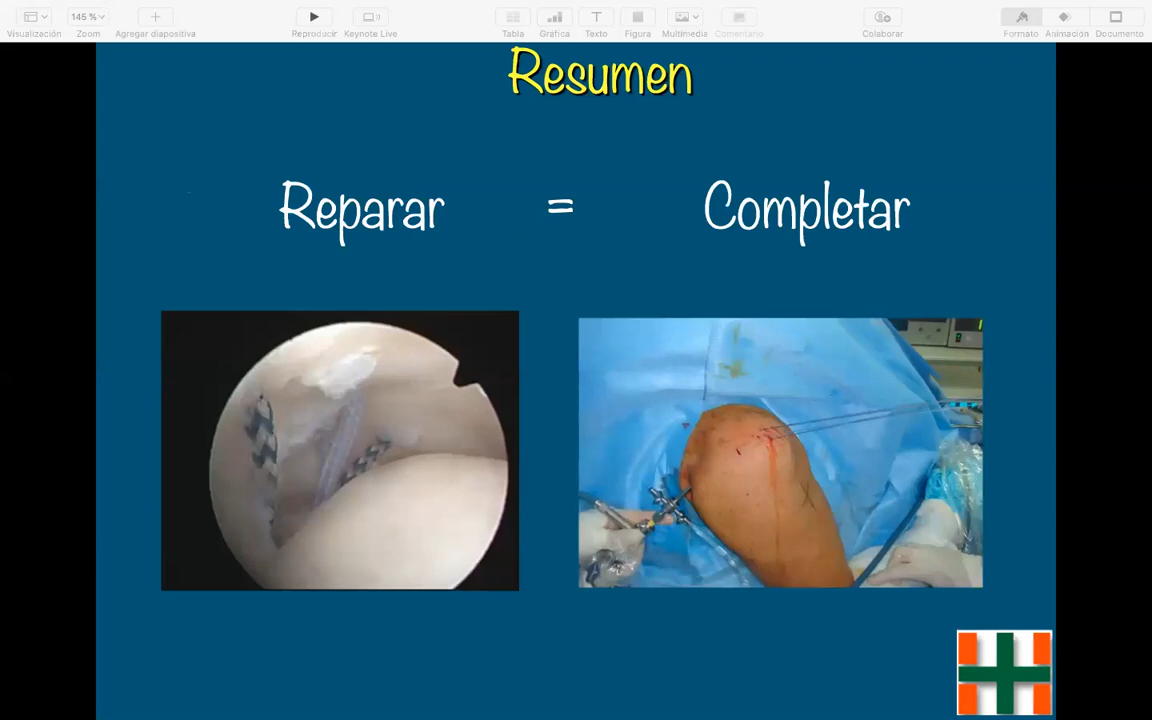 145 %
Visualización
Zoom
Agregar diapositiva
Reproducir
Keynote Live
Tabla
Gráfica
Texto
Figura
Multimedia
Comentario
Colaborar
Formato
Animación
Documento
Resumen
Reparar = Completar